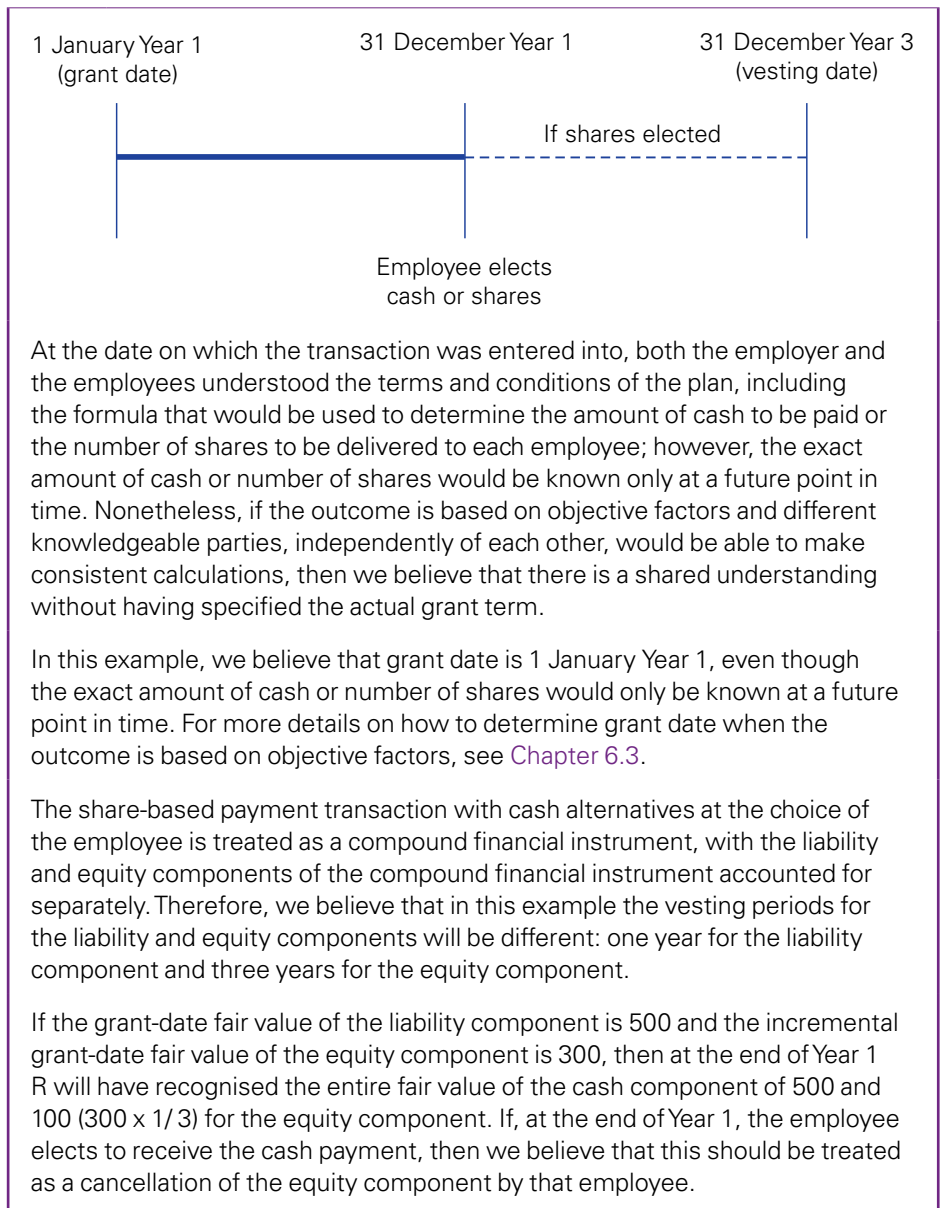 1 January Year 1
(grant date)
31 December Year 1
31 December Year 3
(vesting date)
If shares elected
Employee elects
cash or shares
At the date on which the transaction was entered into, both the employer and
the employees understood the terms and conditions of the plan, including
the formula that would be used to determine the amount of cash to be paid or
the number of shares to be delivered to each employee; however, the exact
amount of cash or number of shares would be known only at a future point in
time. Nonetheless, if the outcome is based on objective factors and different
knowledgeable parties, independently of each other, would be able to make
consistent calculations, then we believe that there is a shared understanding
without having specified the actual grant term.
In this example, we believe that grant date is 1 January Year 1, even though
the exact amount of cash or number of shares would only be known at a future
point in time. For more details on how to determine grant date when the
outcome is based on objective factors, see Chapter 6.3.
The share-based payment transaction with cash alternatives at the choice of
the employee is treated as a compound financial instrument, with the liability
and equity components of the compound financial instrument accounted for
separately. Therefore, we believe that in this example the vesting periods for
the liability and equity components will be different: one year for the liability
component and three years for the equity component.
If the grant-date fair value of the liability component is 500 and the incremental
grant-date fair value of the equity component is 300, then at the end of Year 1
R will have recognised the entire fair value of the cash component of 500 and
100 (300 x 1/3) for the equity component. If, at the end of Year 1, the employee
elects to receive the cash payment, then we believe that this should be treated
as a cancellation of the equity component by that employee.